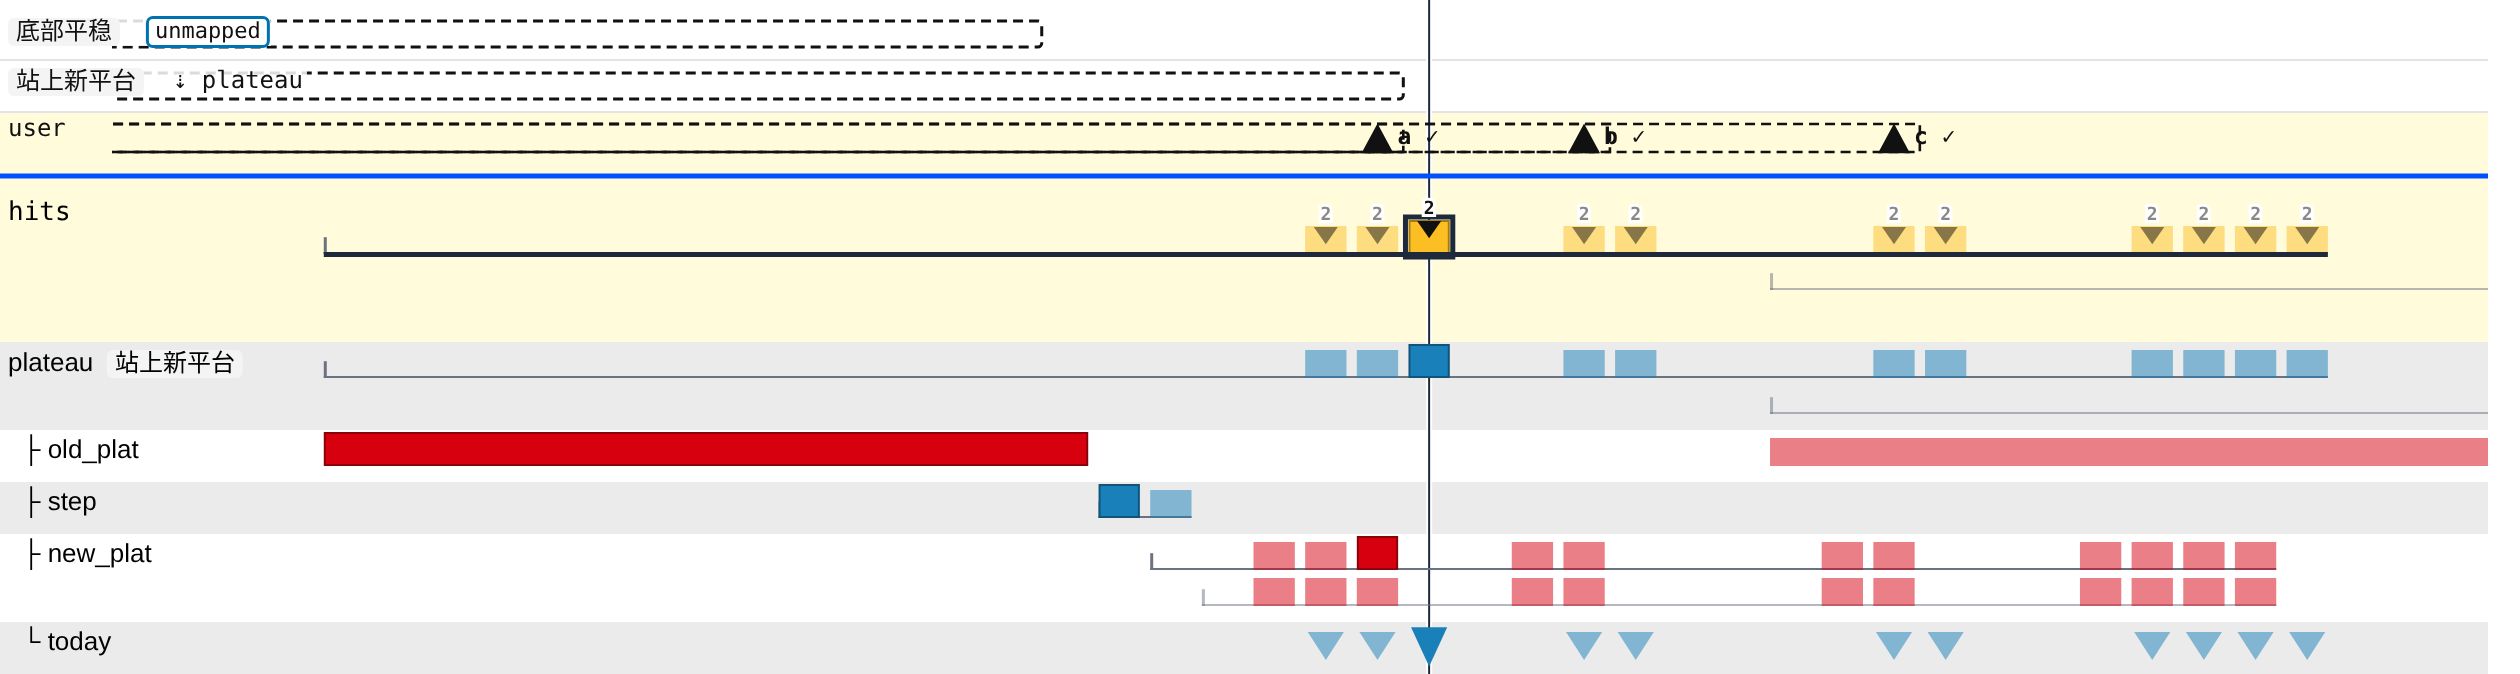 底部平稳 unmapped
站上新平台 ⇣ plateau
user a ✓ b ✓ c ✓
hits
2 2 2 2 2 2 2 2 2 2 2
plateau 站上新平台
├ old_plat
├ step
├ new_plat
└ today